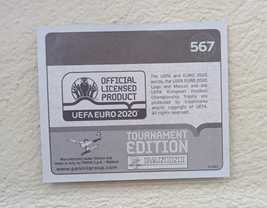 567
OFFICIAL
LICENSED
PRODUCT
UEFA EURO 2020
The UEFA and EURO 2020
words, the UEFA EURO 2020
Logo and Mascot and the
UEFA European Football
Championship Trophy are
protected by trademarks
and/or copyright of UEFA.
All rights reserved.
TOURNAMENT
EDITION
www.paninigroup.com